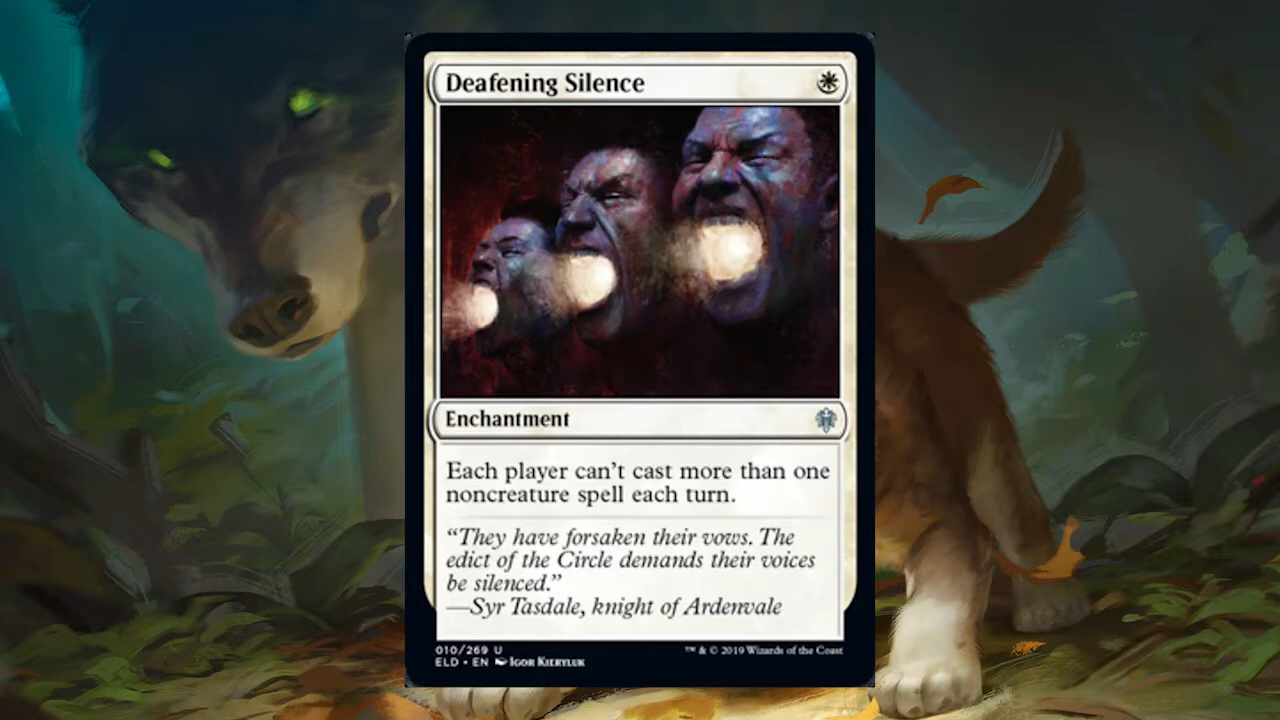 Deafening Silence
Enchantment
Each player can't cast more than one
noncreature spell each turn.
“They have forsaken their vows. The
edict of the Circle demands their voices
be silenced.”
—Syr Tasdale, knight of Ardenvale
010/269 U
ELD • EN Igor Kieryluk
™ & © 2019 Wizards of the Coast